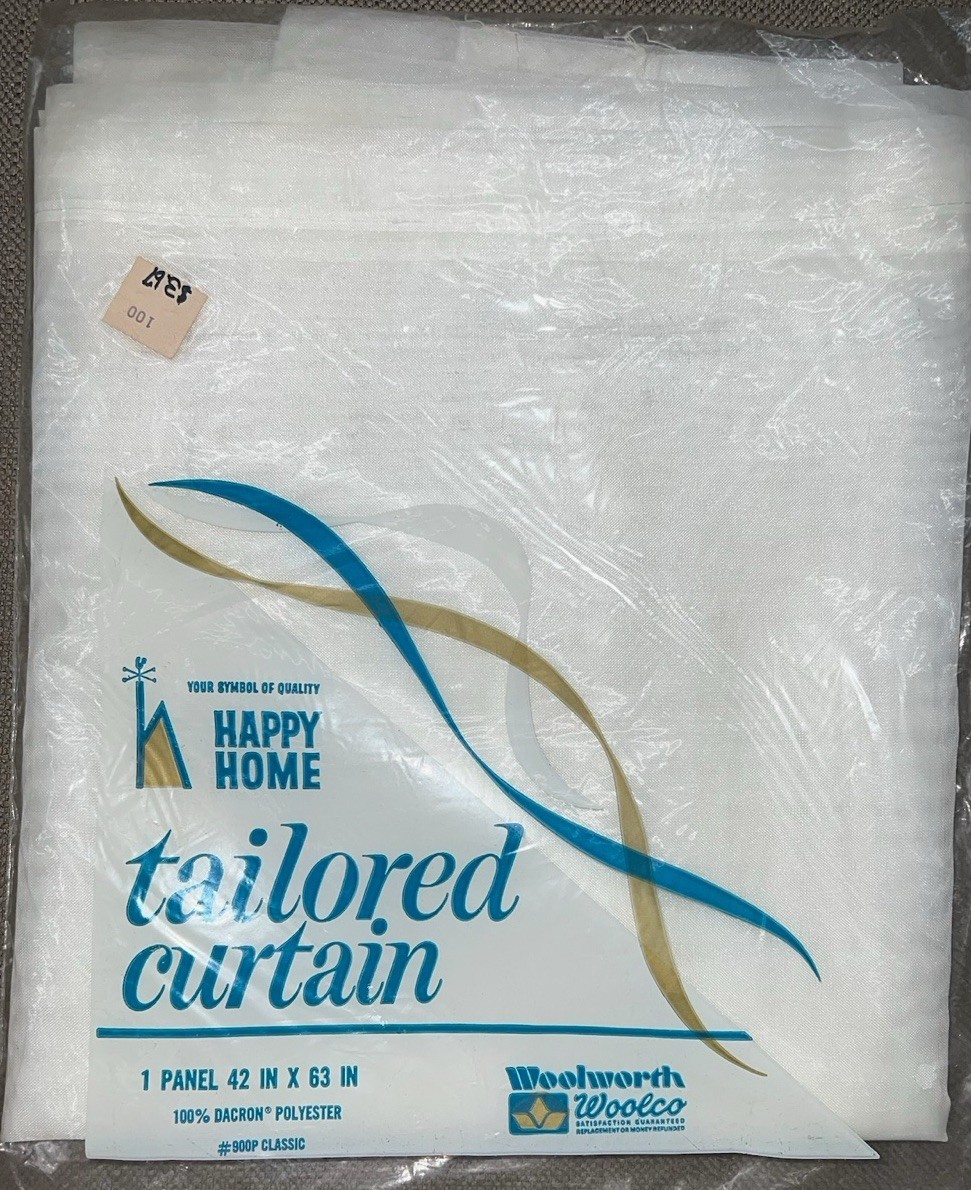 $3.67
100
YOUR SYMBOL OF QUALITY
HAPPY
HOME
tailored
curtain
1 PANEL 42 IN X 63 IN
100% DACRON® POLYESTER
#900P CLASSIC
Woolworth
Woolco
SATISFACTION GUARANTEED
REPLACEMENT OR MONEY REFUNDED